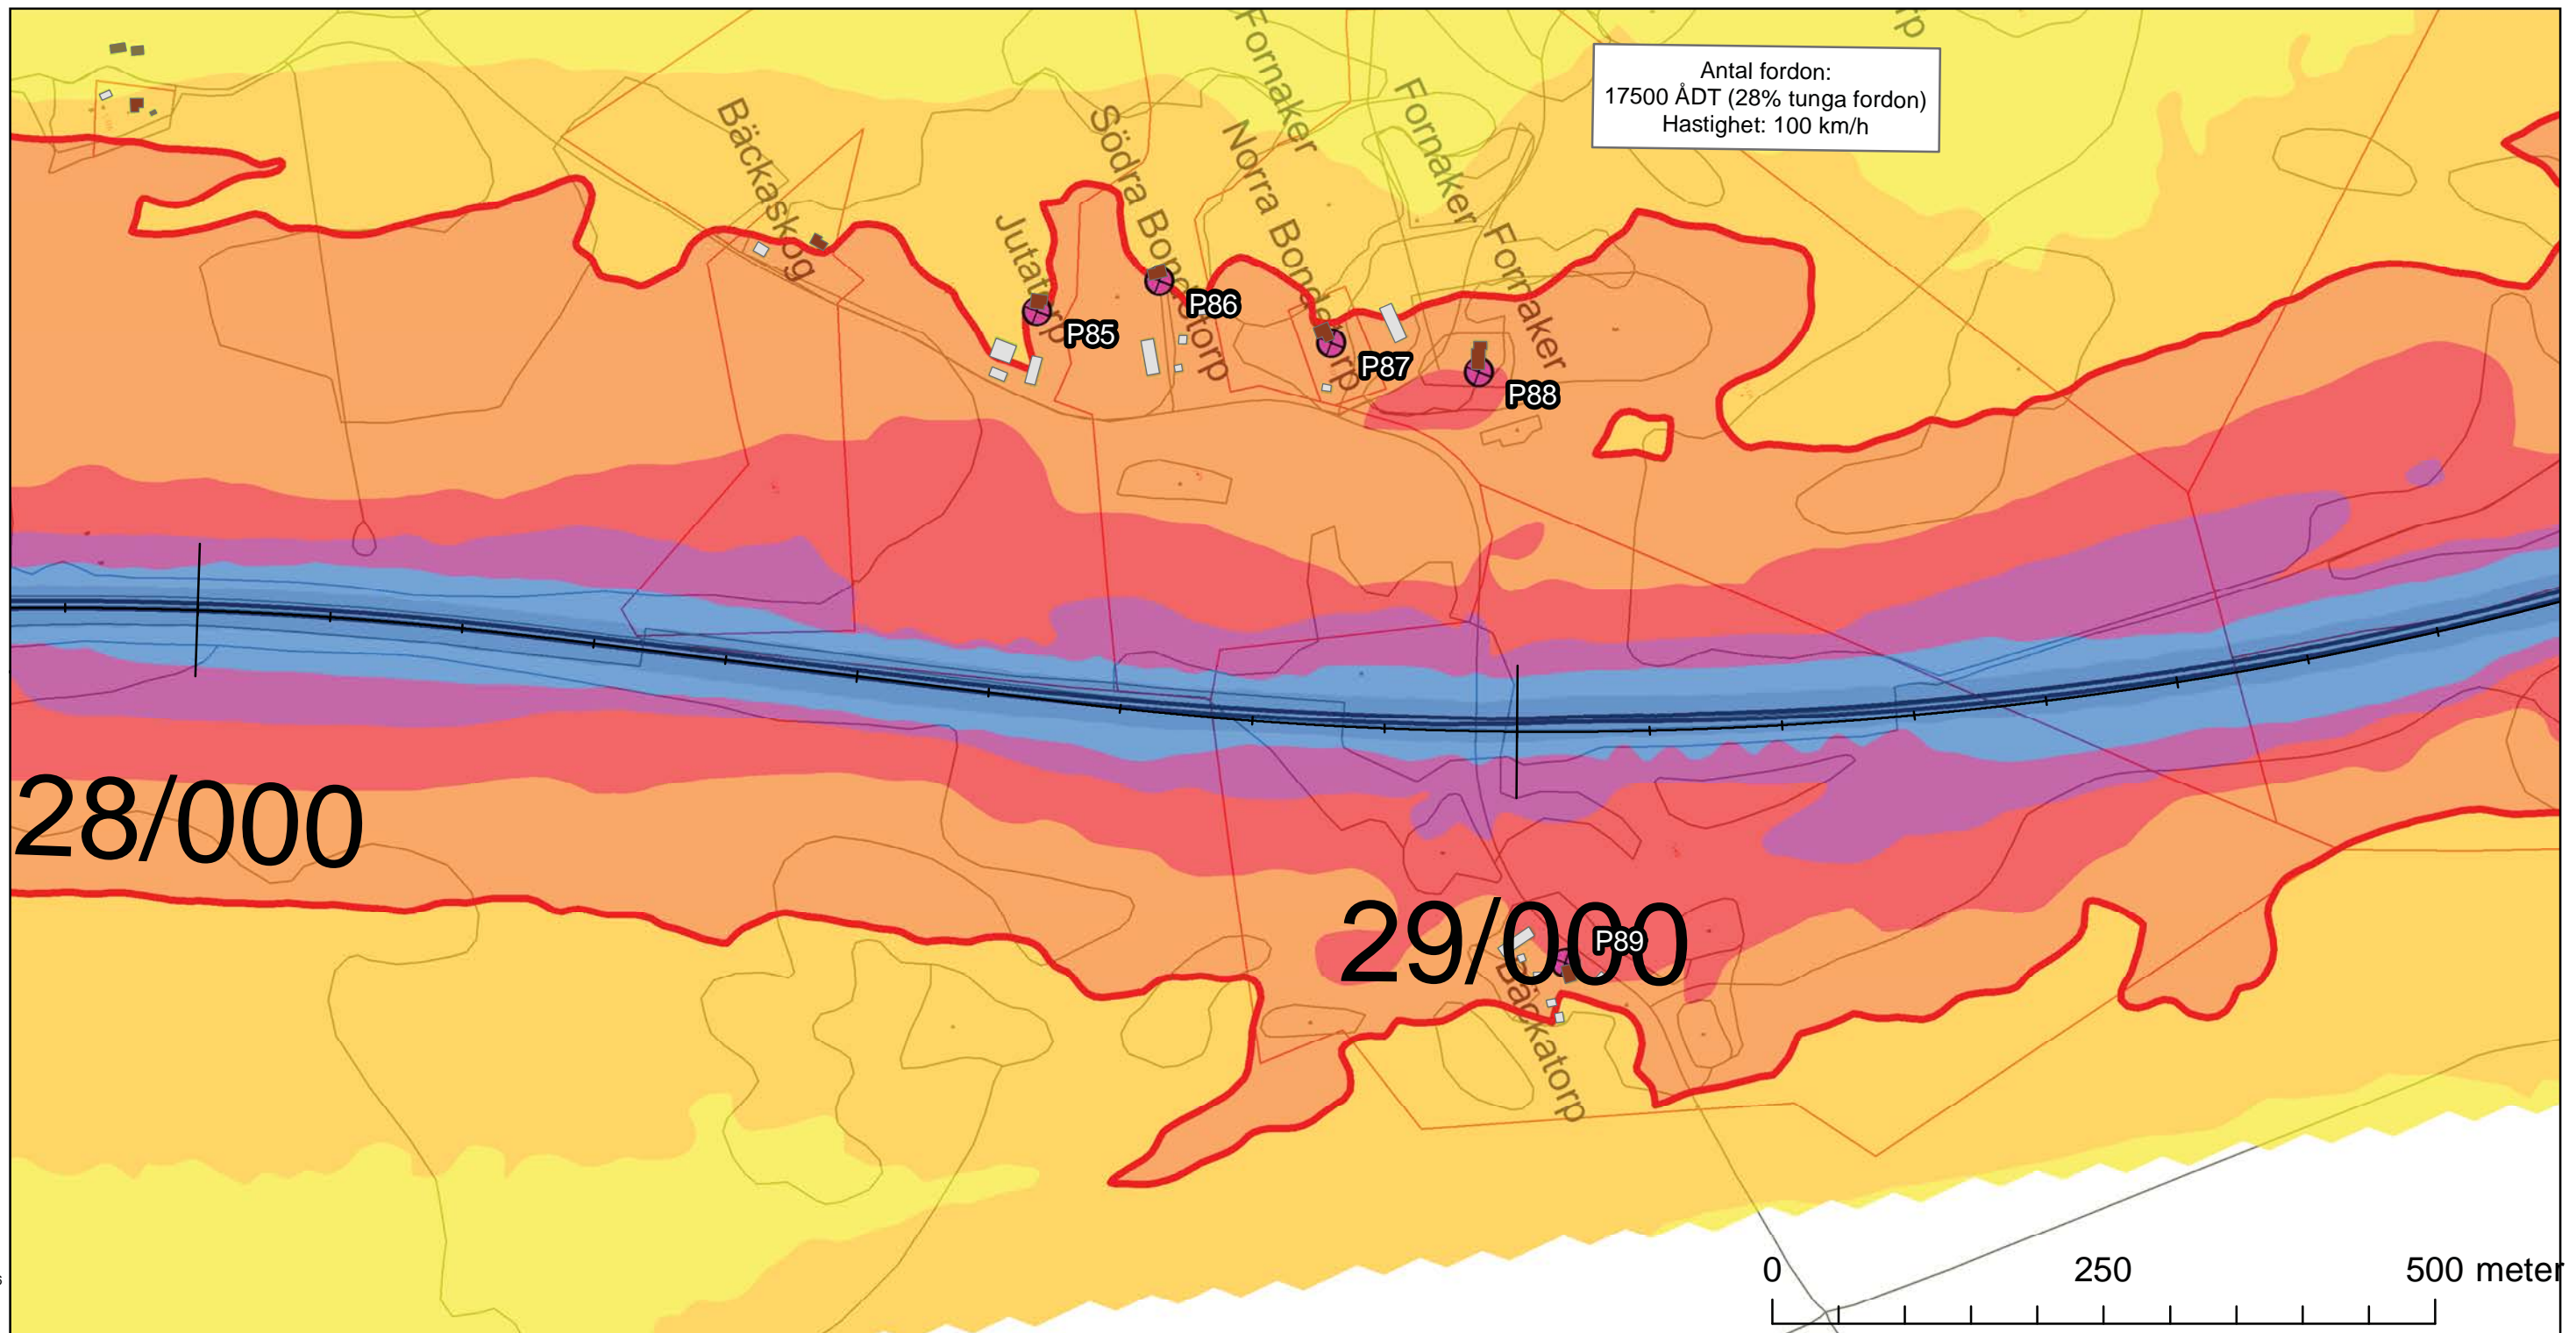 Antal fordon:
17500 ÅDT (28% tunga fordon)
Hastighet: 100 km/h
Fornaker
Fornaker
Fornaker
Bäckaskog
Södra Bondetorp
Norra Bondetorp
Jutatorp
P85
P86
P87
P88
28/000
29/000
P89
Bäckatorp
0 250 500 meter